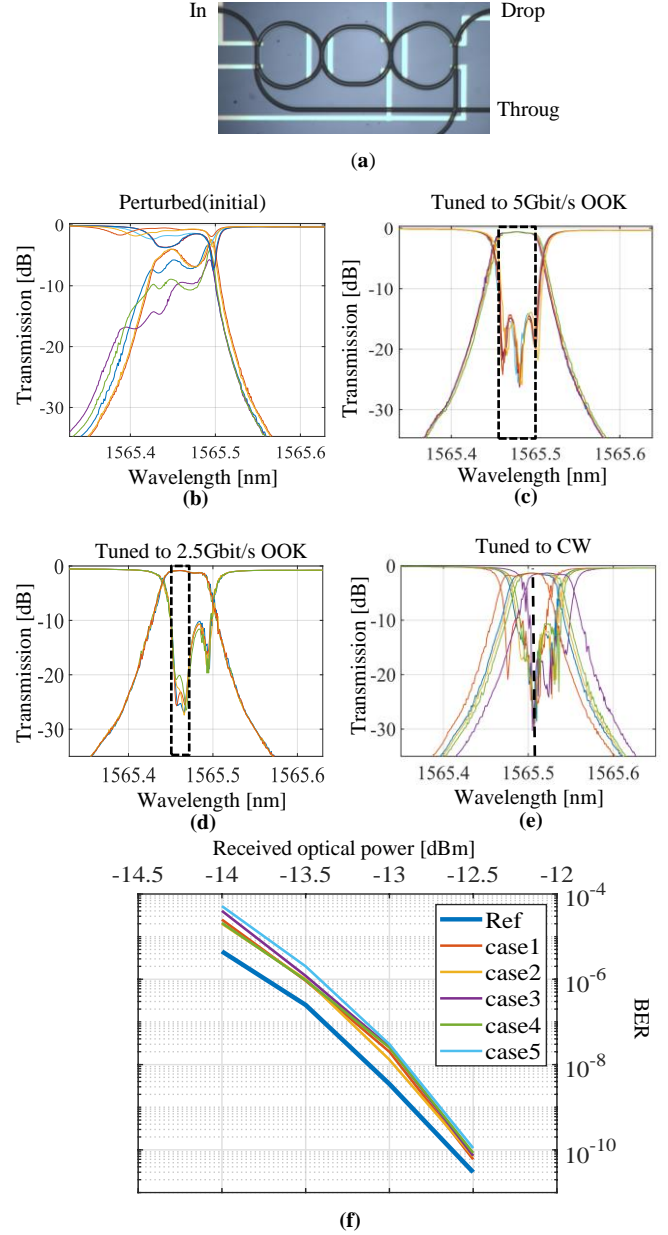 In
Drop
Throug
(a)
Perturbed(initial)
Transmission [dB]
0
-10
-20
-30
1565.4
1565.5
1565.6
Wavelength [nm]
(b)
Tuned to 5Gbit/s OOK
Transmission [dB]
0
-10
-20
-30
1565.4
1565.5
1565.6
Wavelength [nm]
(c)
Tuned to 2.5Gbit/s OOK
Transmission [dB]
0
-10
-20
-30
1565.4
1565.5
1565.6
Wavelength [nm]
(d)
Tuned to CW
Transmission [dB]
0
-10
-20
-30
1565.4
1565.5
1565.6
Wavelength [nm]
(e)
Received optical power [dBm]
-14.5 -14 -13.5 -13 -12.5 -12
10^-4
10^-6
10^-8
10^-10
BER
Ref
case1
case2
case3
case4
case5
(f)